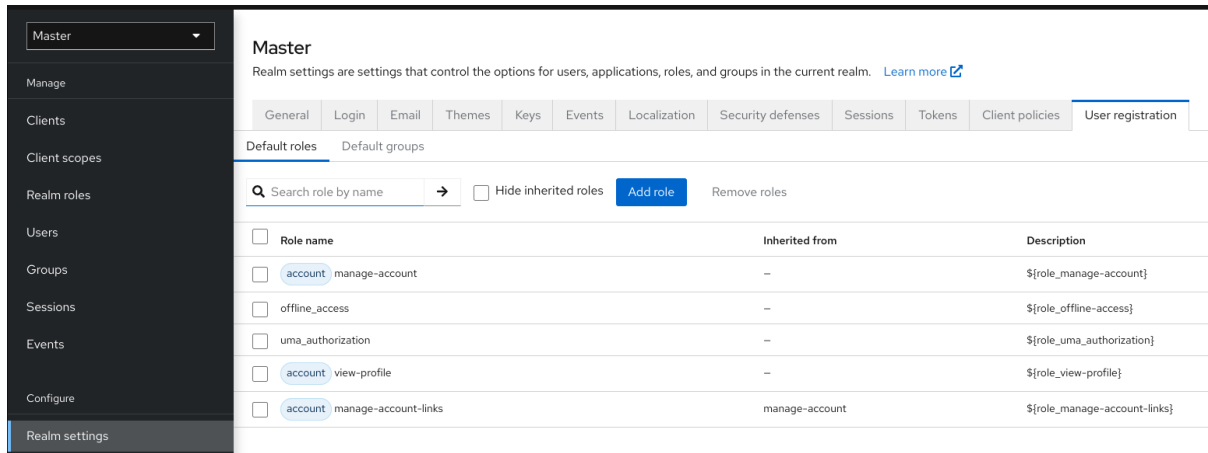 Master
Manage
Clients
Client scopes
Realm roles
Users
Groups
Sessions
Events
Configure
Realm settings
Master
Realm settings are settings that control the options for users, applications, roles, and groups in the current realm. Learn more
General Login Email Themes Keys Events Localization Security defenses Sessions Tokens Client policies User registration
Default roles Default groups
Search role by name Hide inherited roles Add role Remove roles
Role name Inherited from Description
account manage-account – ${role_manage-account}
offline_access – ${role_offline-access}
uma_authorization – ${role_uma_authorization}
account view-profile – ${role_view-profile}
account manage-account-links manage-account ${role_manage-account-links}